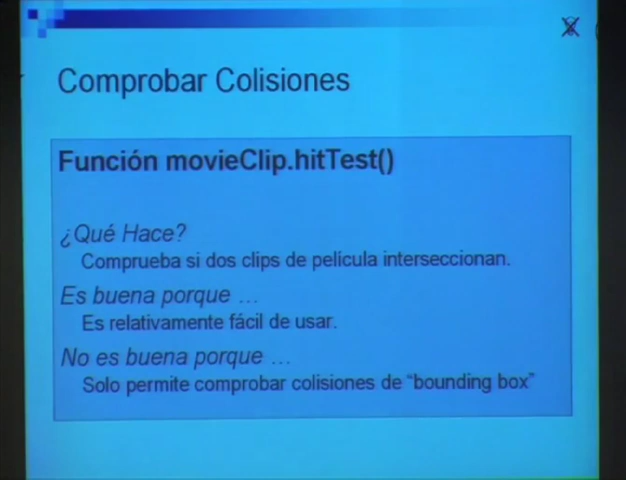 Comprobar Colisiones
Función movieClip.hitTest()
¿Qué Hace?
Comprueba si dos clips de película interseccionan.
Es buena porque ...
Es relativamente fácil de usar.
No es buena porque ...
Solo permite comprobar colisiones de “bounding box”